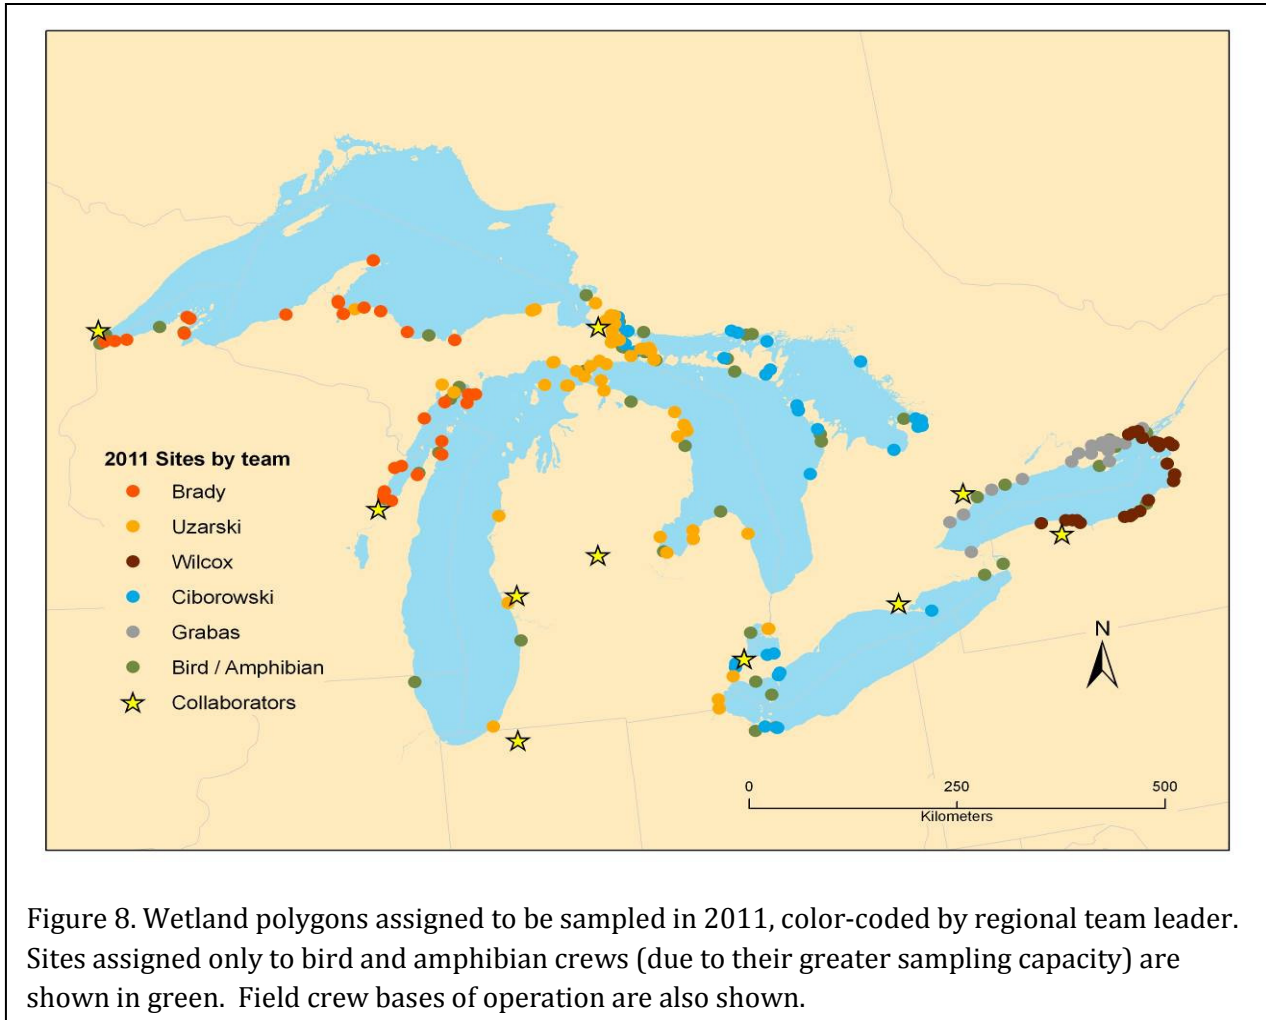 2011 Sites by team
Brady
Uzarski
Wilcox
Ciborowski
Grabas
Bird / Amphibian
Collaborators
N
0 250 500
Kilometers
Figure 8. Wetland polygons assigned to be sampled in 2011, color-coded by regional team leader.
Sites assigned only to bird and amphibian crews (due to their greater sampling capacity) are
shown in green.  Field crew bases of operation are also shown.